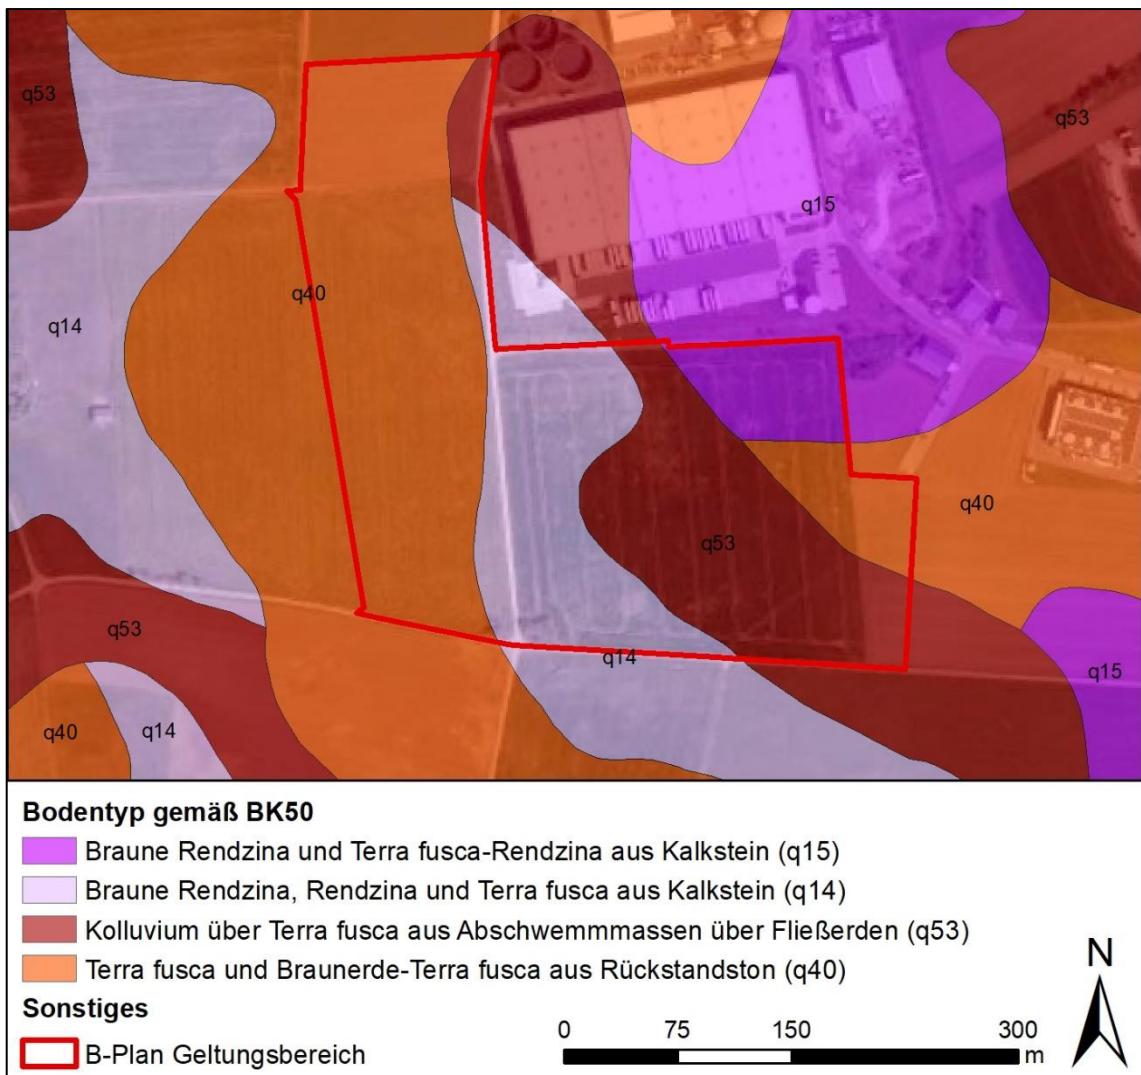 q53
q53
q15
q40
q14
q40
q53
q53
q14
q15
q40
q14
Bodentyp gemäß BK50
Braune Rendzina und Terra fusca-Rendzina aus Kalkstein (q15)
Braune Rendzina, Rendzina und Terra fusca aus Kalkstein (q14)
Kolluvium über Terra fusca aus Abschwemmmassen über Fließerden (q53)
Terra fusca und Braunerde-Terra fusca aus Rückstandston (q40)
Sonstiges
B-Plan Geltungsbereich
0 75 150 300
m
N